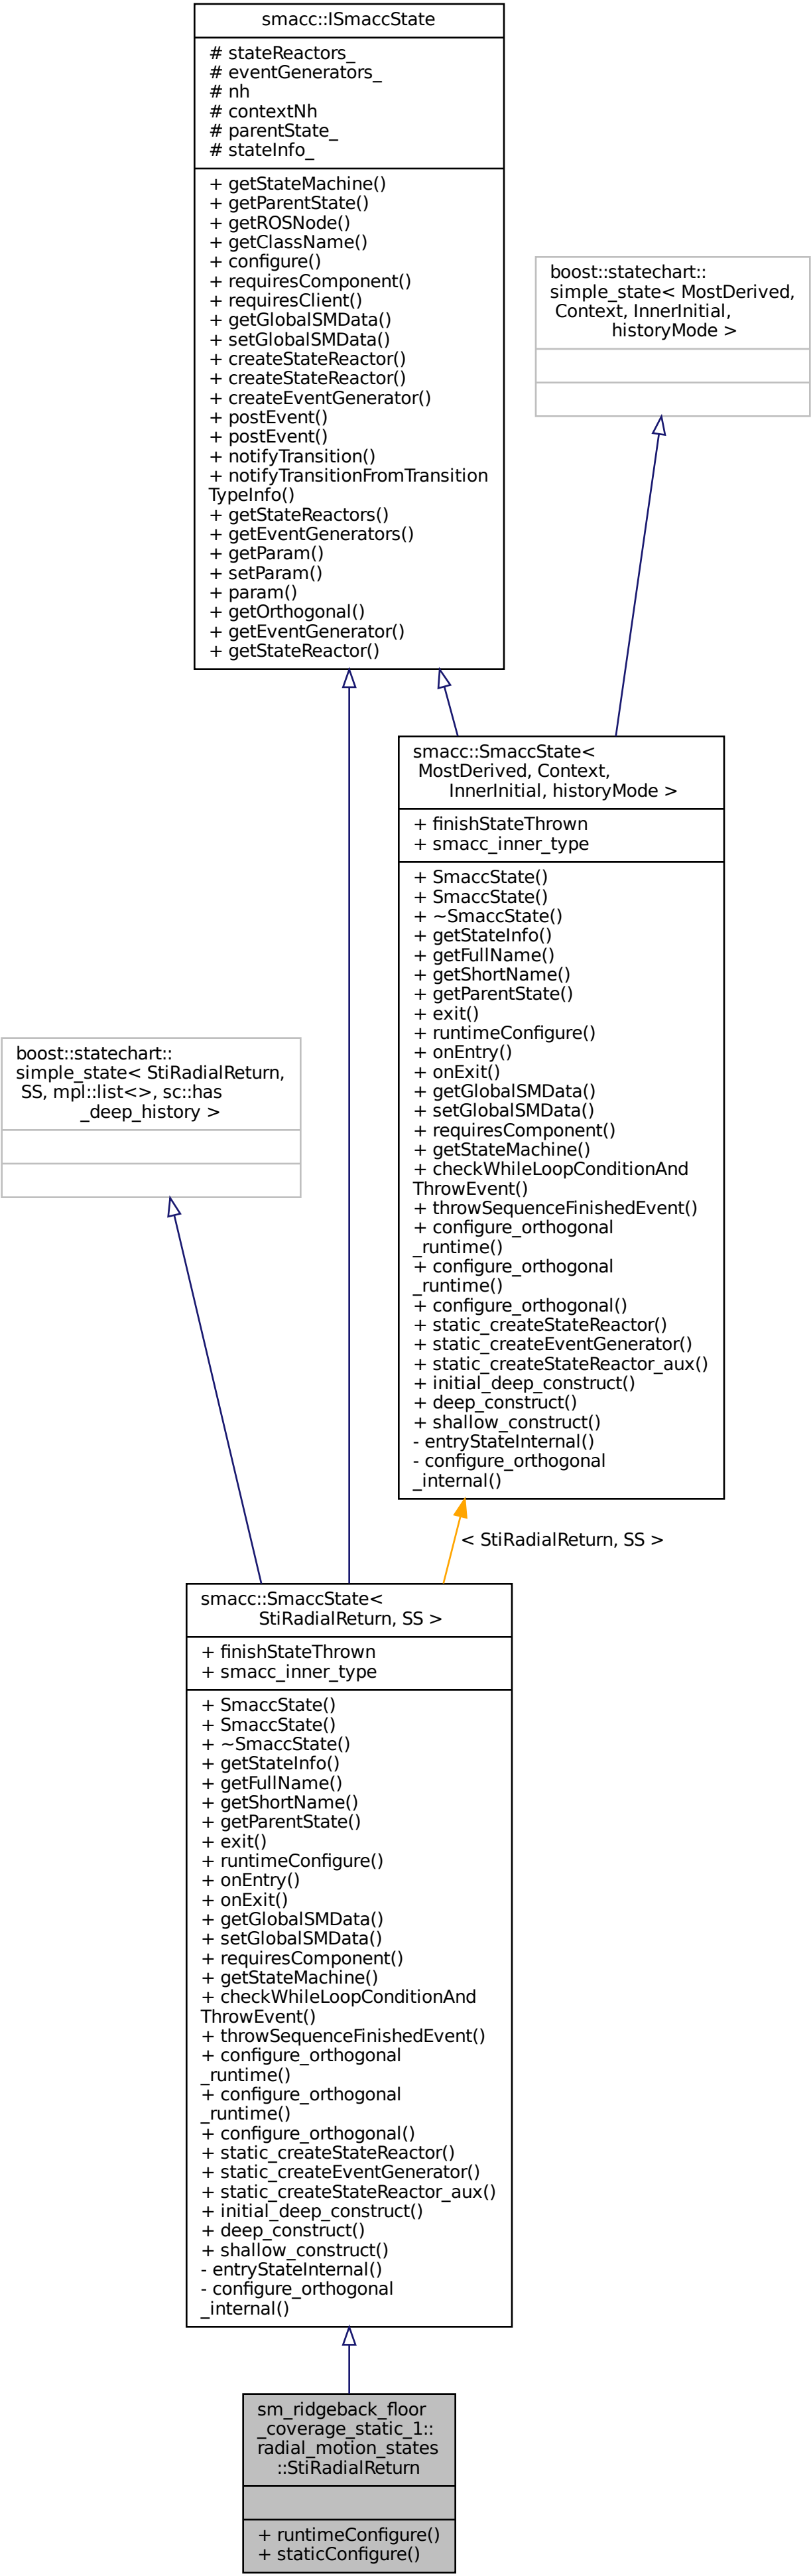 smacc::ISmaccState
# stateReactors_
# eventGenerators_
# nh
# contextNh
# parentState_
# stateInfo_
+ getStateMachine()
+ getParentState()
+ getROSNode()
+ getClassName()
+ configure()
+ requiresComponent()
+ requiresClient()
+ getGlobalSMData()
+ setGlobalSMData()
+ createStateReactor()
+ createStateReactor()
+ createEventGenerator()
+ postEvent()
+ postEvent()
+ notifyTransition()
+ notifyTransitionFromTransition
TypeInfo()
+ getStateReactors()
+ getEventGenerators()
+ getParam()
+ setParam()
+ param()
+ getOrthogonal()
+ getEventGenerator()
+ getStateReactor()
boost::statechart::
simple_state< MostDerived,
Context, InnerInitial,
historyMode >
smacc::SmaccState<
MostDerived, Context,
InnerInitial, historyMode >
+ finishStateThrown
+ smacc_inner_type
+ SmaccState()
+ SmaccState()
+ ~SmaccState()
+ getStateInfo()
+ getFullName()
+ getShortName()
+ getParentState()
+ exit()
+ runtimeConfigure()
+ onEntry()
+ onExit()
+ getGlobalSMData()
+ setGlobalSMData()
+ requiresComponent()
+ getStateMachine()
+ checkWhileLoopConditionAnd
ThrowEvent()
+ throwSequenceFinishedEvent()
+ configure_orthogonal
_runtime()
+ configure_orthogonal
_runtime()
+ configure_orthogonal()
+ static_createStateReactor()
+ static_createEventGenerator()
+ static_createStateReactor_aux()
+ initial_deep_construct()
+ deep_construct()
+ shallow_construct()
- entryStateInternal()
- configure_orthogonal
_internal()
boost::statechart::
simple_state< StiRadialReturn,
SS, mpl::list<>, sc::has
_deep_history >
< StiRadialReturn, SS >
smacc::SmaccState<
StiRadialReturn, SS >
+ finishStateThrown
+ smacc_inner_type
+ SmaccState()
+ SmaccState()
+ ~SmaccState()
+ getStateInfo()
+ getFullName()
+ getShortName()
+ getParentState()
+ exit()
+ runtimeConfigure()
+ onEntry()
+ onExit()
+ getGlobalSMData()
+ setGlobalSMData()
+ requiresComponent()
+ getStateMachine()
+ checkWhileLoopConditionAnd
ThrowEvent()
+ throwSequenceFinishedEvent()
+ configure_orthogonal
_runtime()
+ configure_orthogonal
_runtime()
+ configure_orthogonal()
+ static_createStateReactor()
+ static_createEventGenerator()
+ static_createStateReactor_aux()
+ initial_deep_construct()
+ deep_construct()
+ shallow_construct()
- entryStateInternal()
- configure_orthogonal
_internal()
sm_ridgeback_floor
_coverage_static_1::
radial_motion_states
::StiRadialReturn
+ runtimeConfigure()
+ staticConfigure()